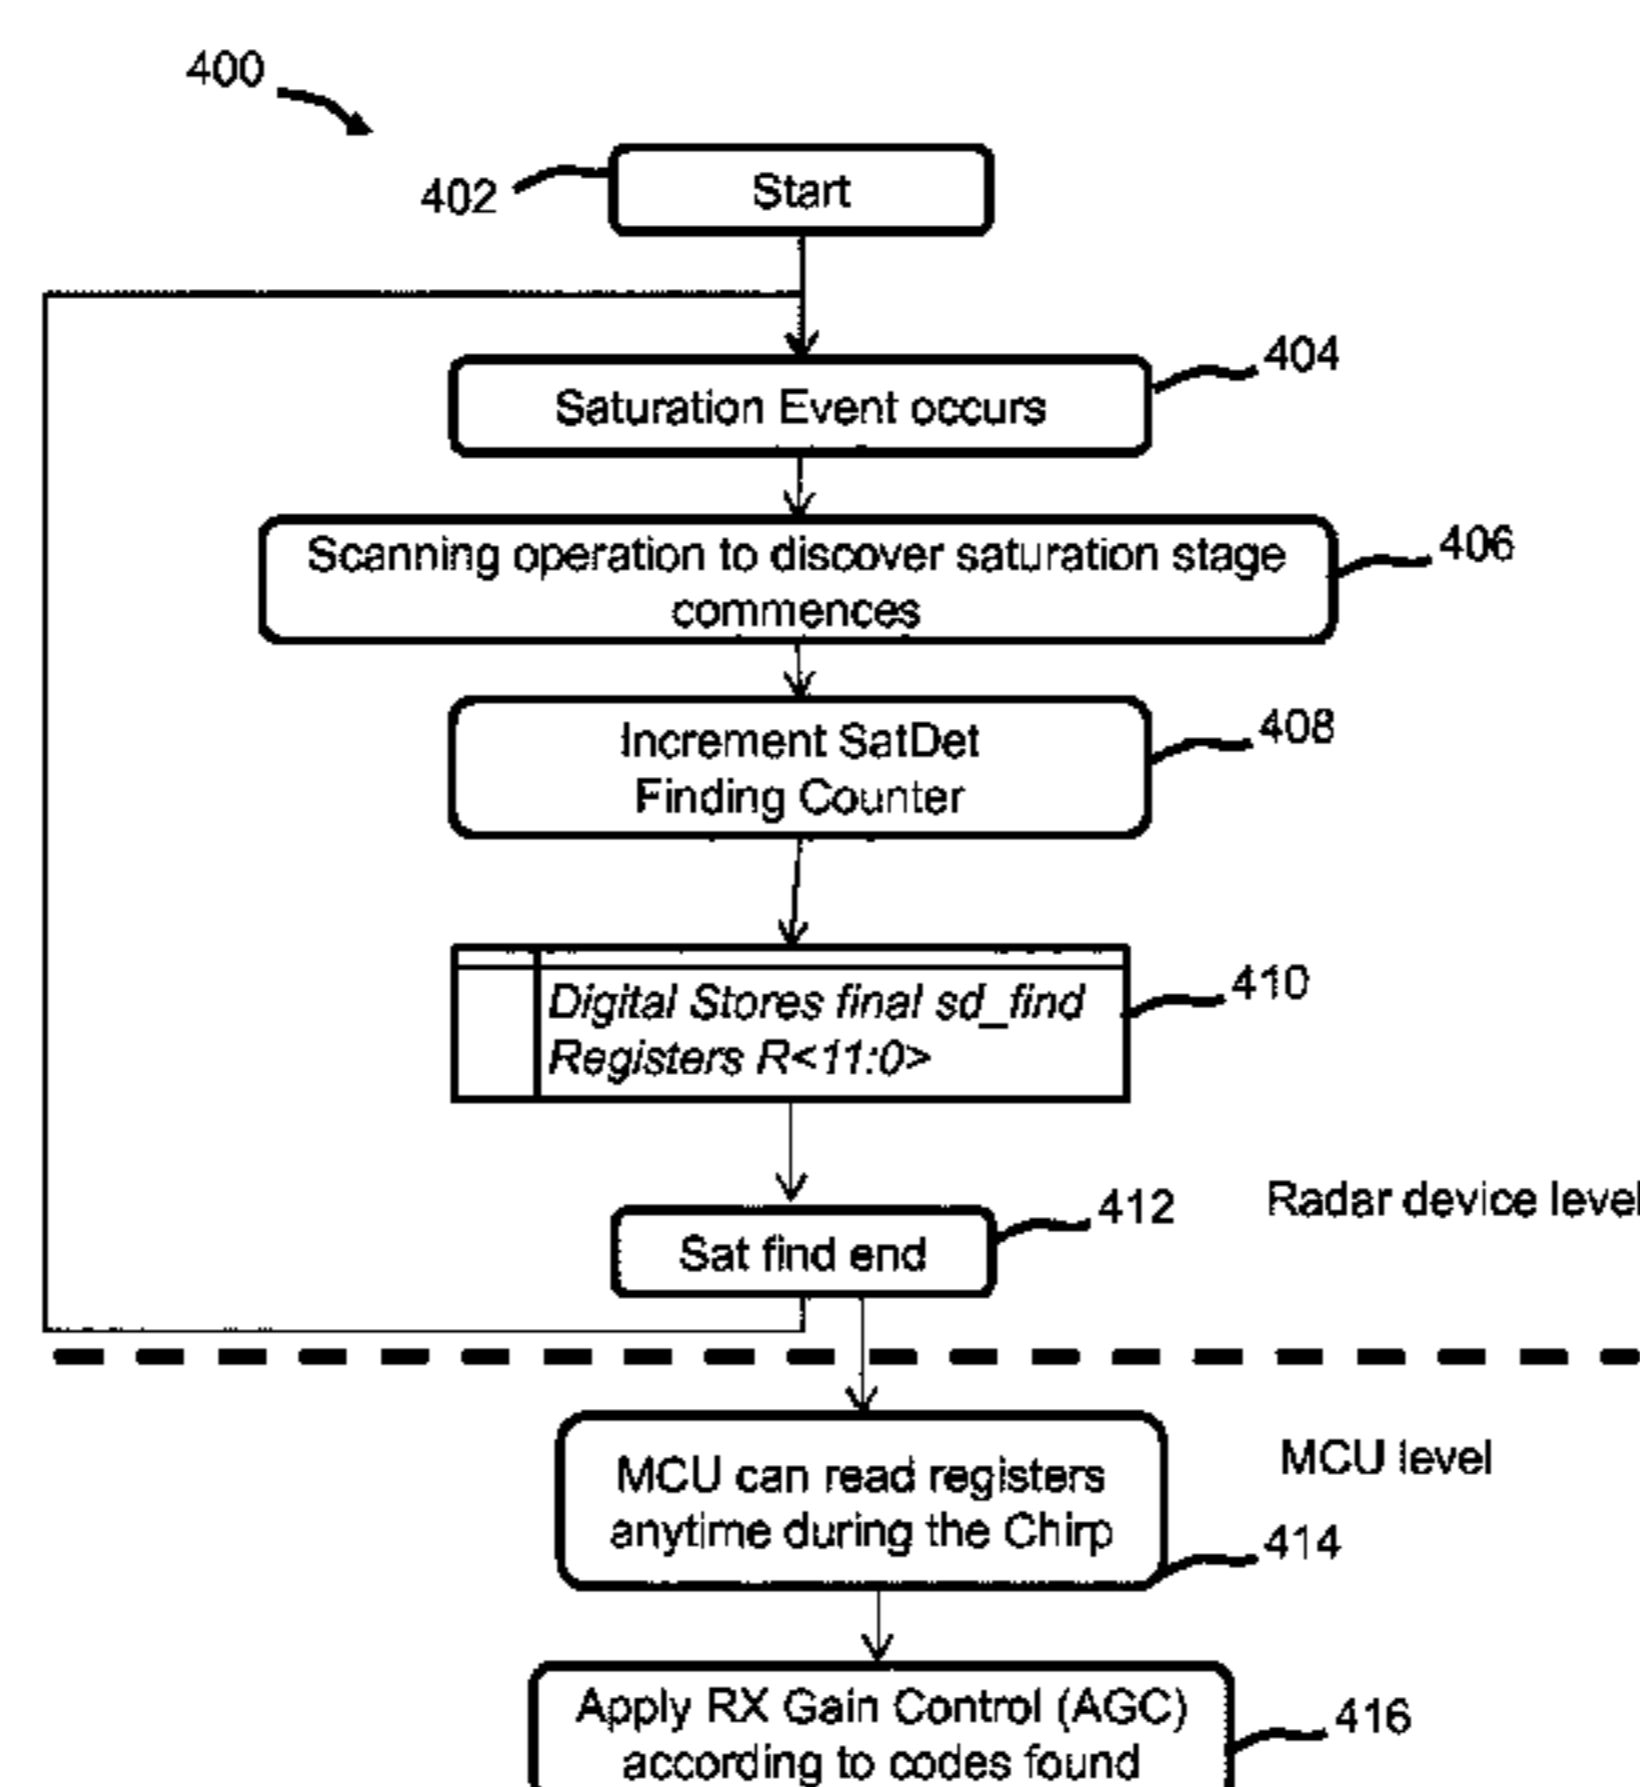 400
402
Start
404
Saturation Event occurs
406
Scanning operation to discover saturation stage
commences
408
Increment SatDet
Finding Counter
410
Digital Stores final sd_find
Registers R<11:0>
412
Radar device level
Sat find end
MCU level
MCU can read registers
anytime during the Chirp
414
Apply RX Gain Control (AGC)
according to codes found
416